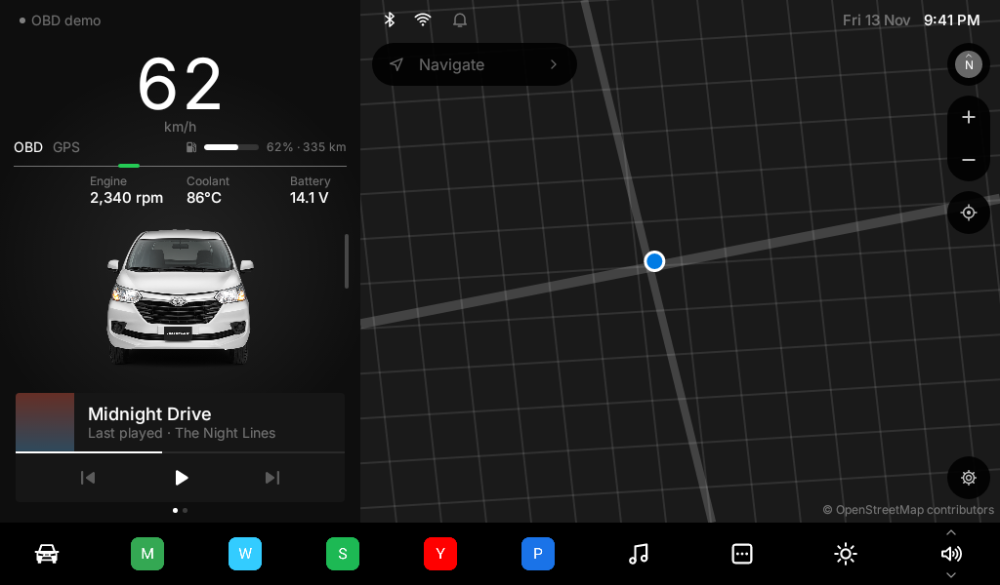 OBD demo
62
km/h
OBD GPS
62% · 335 km
Engine
2,340 rpm
Coolant
86°C
Battery
14.1 V
Midnight Drive
Last played · The Night Lines
Fri 13 Nov 9:41 PM
Navigate
N
+
−
© OpenStreetMap contributors
M
W
S
Y
P